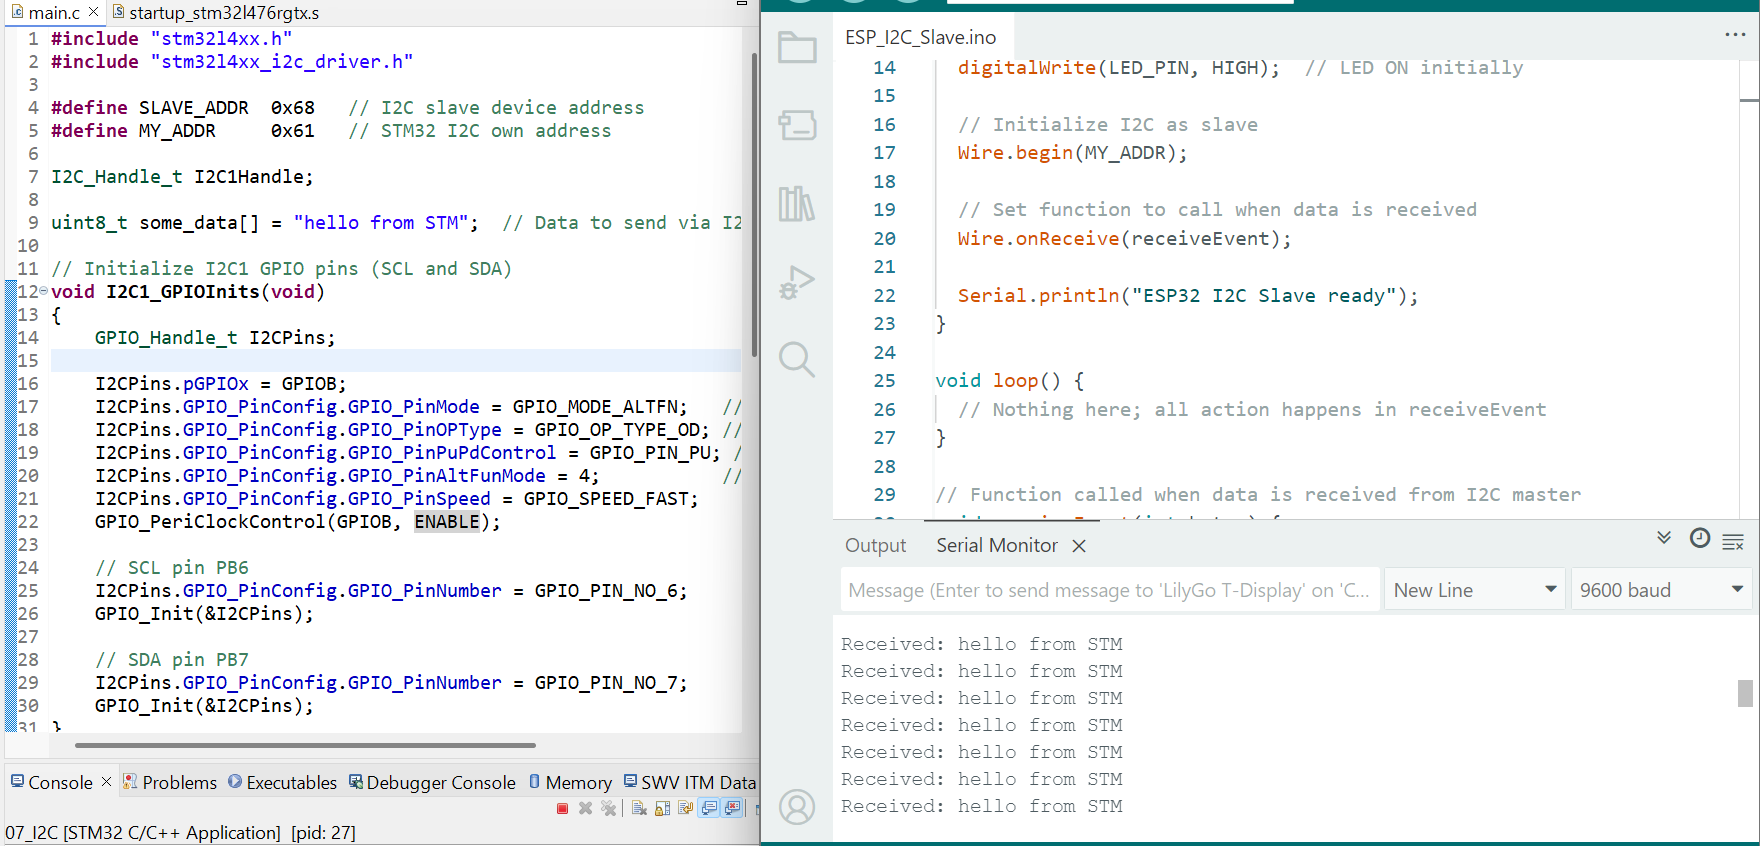 main.c
startup_stm32l476rgtx.s
1 #include "stm32l4xx.h"
2 #include "stm32l4xx_i2c_driver.h"
3
4 #define SLAVE_ADDR  0x68   // I2C slave device address
5 #define MY_ADDR     0x61   // STM32 I2C own address
6
7 I2C_Handle_t I2C1Handle;
8
9 uint8_t some_data[] = "hello from STM";  // Data to send via I2
10
11 // Initialize I2C1 GPIO pins (SCL and SDA)
12 void I2C1_GPIOInits(void)
13 {
14     GPIO_Handle_t I2CPins;
15
16     I2CPins.pGPIOx = GPIOB;
17     I2CPins.GPIO_PinConfig.GPIO_PinMode = GPIO_MODE_ALTFN;   //
18     I2CPins.GPIO_PinConfig.GPIO_PinOPType = GPIO_OP_TYPE_OD; //
19     I2CPins.GPIO_PinConfig.GPIO_PinPuPdControl = GPIO_PIN_PU; /
20     I2CPins.GPIO_PinConfig.GPIO_PinAltFunMode = 4;           //
21     I2CPins.GPIO_PinConfig.GPIO_PinSpeed = GPIO_SPEED_FAST;
22     GPIO_PeriClockControl(GPIOB, ENABLE);
23
24     // SCL pin PB6
25     I2CPins.GPIO_PinConfig.GPIO_PinNumber = GPIO_PIN_NO_6;
26     GPIO_Init(&I2CPins);
27
28     // SDA pin PB7
29     I2CPins.GPIO_PinConfig.GPIO_PinNumber = GPIO_PIN_NO_7;
30     GPIO_Init(&I2CPins);
31 }
Console Problems Executables Debugger Console Memory SWV ITM Data
07_I2C [STM32 C/C++ Application] [pid: 27]
ESP_I2C_Slave.ino
14   digitalWrite(LED_PIN, HIGH);  // LED ON initially
15
16   // Initialize I2C as slave
17   Wire.begin(MY_ADDR);
18
19   // Set function to call when data is received
20   Wire.onReceive(receiveEvent);
21
22   Serial.println("ESP32 I2C Slave ready");
23 }
24
25 void loop() {
26   // Nothing here; all action happens in receiveEvent
27 }
28
29 // Function called when data is received from I2C master
Output Serial Monitor
Message (Enter to send message to 'LilyGo T-Display' on 'C... New Line 9600 baud
Received: hello from STM
Received: hello from STM
Received: hello from STM
Received: hello from STM
Received: hello from STM
Received: hello from STM
Received: hello from STM